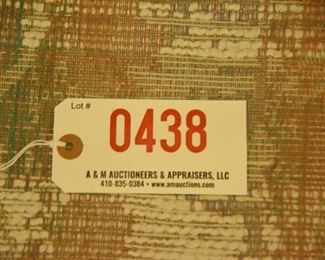 Lot #
0438
A & M AUCTIONEERS & APPRAISERS, LLC
410-835-0384 • www.amauctions.com